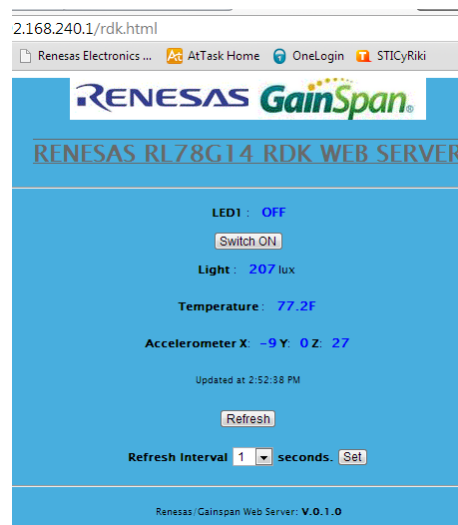 2.168.240.1/rdk.html
Renesas Electronics ... At AtTask Home OneLogin STICyRiki
RENESAS GainSpan®
RENESAS RL78G14 RDK WEB SERVER
LED1 : OFF
Switch ON
Light : 207 lux
Temperature : 77.2F
Accelerometer X: -9 Y: 0 Z: 27
Updated at 2:52:38 PM
Refresh
Refresh Interval 1 seconds. Set
Renesas/Gainspan Web Server: V.0.1.0